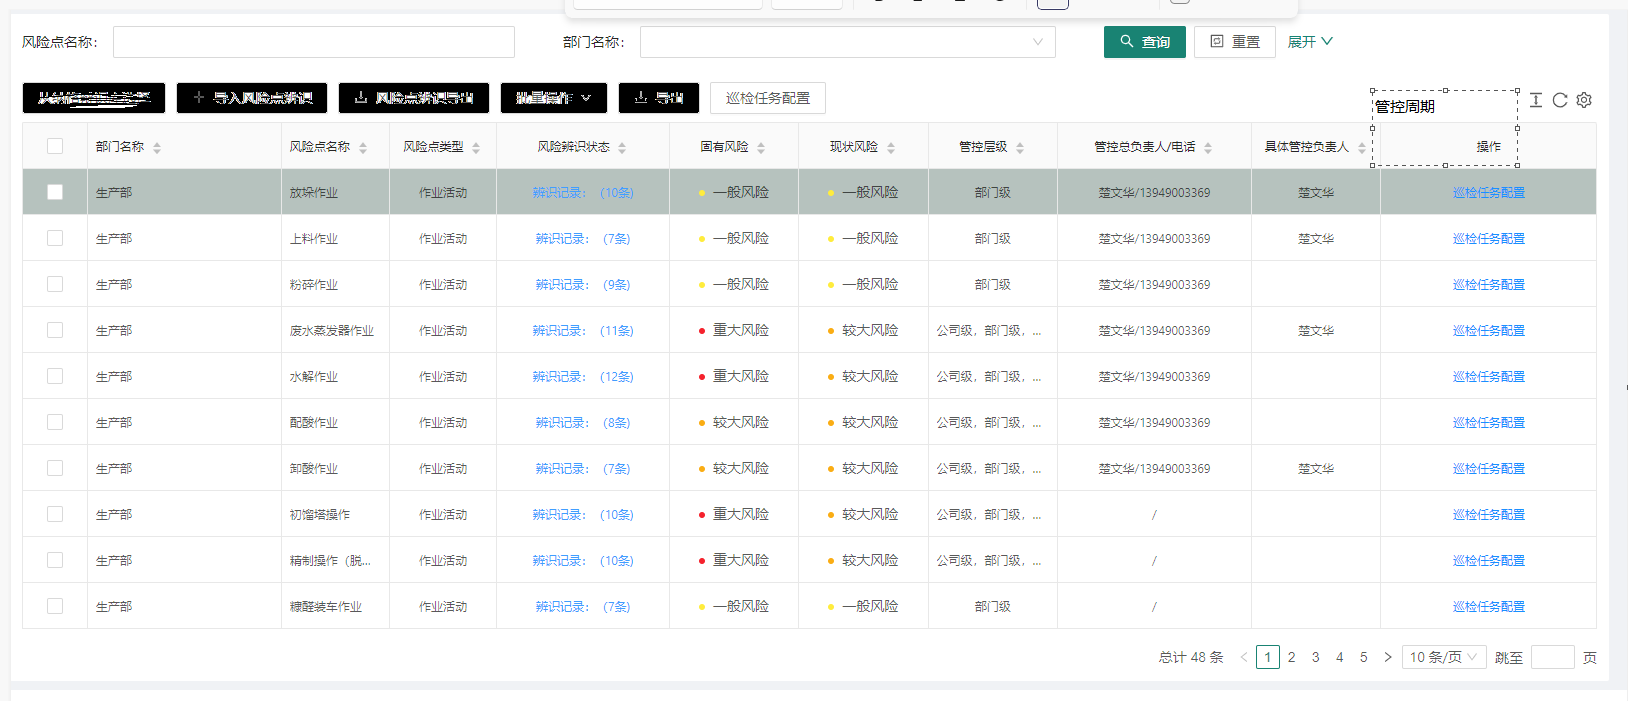 风险点名称：
部门名称：
查询
重置
展开
导入风险点辨识
风险点辨识导出
批量操作
导出
巡检任务配置
管控周期
部门名称 风险点名称 风险点类型 风险辨识状态 固有风险 现状风险 管控层级 管控总负责人/电话 具体管控负责人 操作
生产部 放垛作业 作业活动 辨识记录： (10条) 一般风险 一般风险 部门级 楚文华/13949003369 楚文华 巡检任务配置
生产部 上料作业 作业活动 辨识记录： (7条) 一般风险 一般风险 部门级 楚文华/13949003369 楚文华 巡检任务配置
生产部 粉碎作业 作业活动 辨识记录： (9条) 一般风险 一般风险 部门级 楚文华/13949003369 巡检任务配置
生产部 废水蒸发器作业 作业活动 辨识记录： (11条) 重大风险 较大风险 公司级，部门级，... 楚文华/13949003369 楚文华 巡检任务配置
生产部 水解作业 作业活动 辨识记录： (12条) 重大风险 较大风险 公司级，部门级，... 楚文华/13949003369 巡检任务配置
生产部 配酸作业 作业活动 辨识记录： (8条) 较大风险 较大风险 公司级，部门级，... 楚文华/13949003369 巡检任务配置
生产部 卸酸作业 作业活动 辨识记录： (7条) 较大风险 较大风险 公司级，部门级，... 楚文华/13949003369 楚文华 巡检任务配置
生产部 初馏塔操作 作业活动 辨识记录： (10条) 重大风险 较大风险 公司级，部门级，... / 巡检任务配置
生产部 精制操作（脱... 作业活动 辨识记录： (10条) 重大风险 较大风险 公司级，部门级，... / 巡检任务配置
生产部 糠醛装车作业 作业活动 辨识记录： (7条) 一般风险 一般风险 部门级 / 巡检任务配置
总计 48 条 < 1 2 3 4 5 > 10 条/页 跳至 页